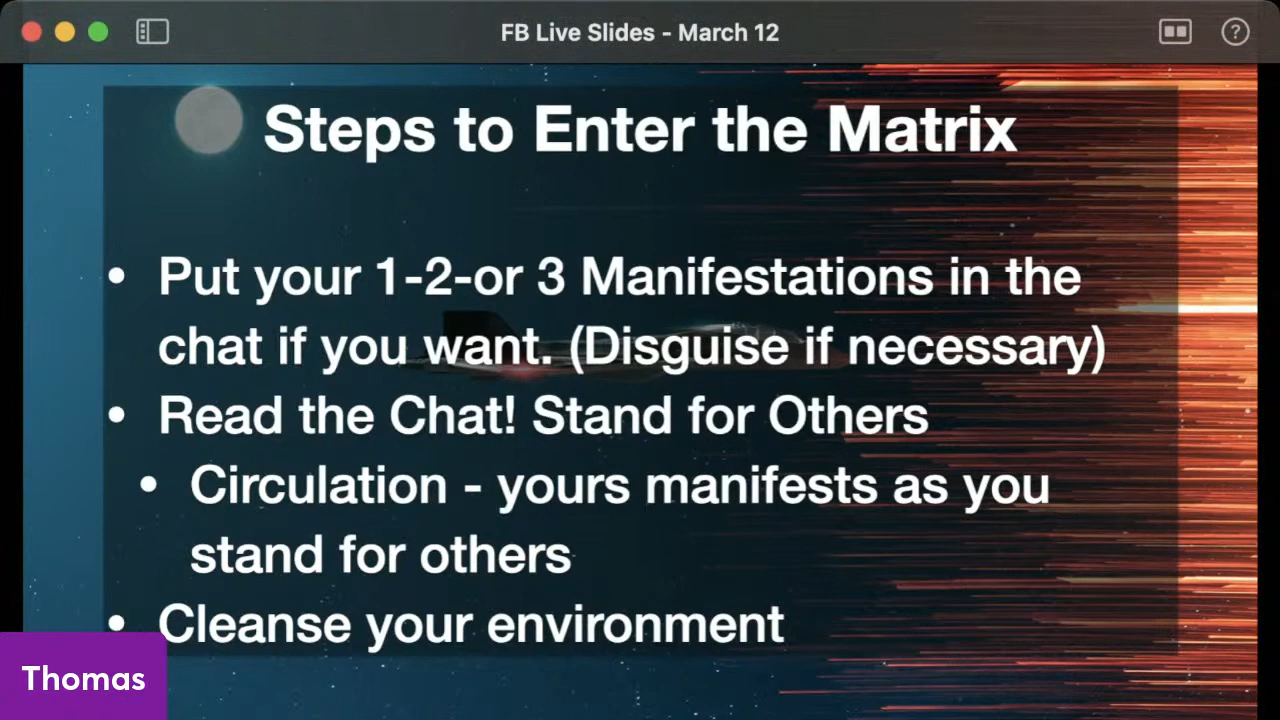 FB Live Slides - March 12
Steps to Enter the Matrix
• Put your 1-2-or 3 Manifestations in the
chat if you want. (Disguise if necessary)
• Read the Chat! Stand for Others
• Circulation - yours manifests as you
stand for others
• Cleanse your environment
Thomas